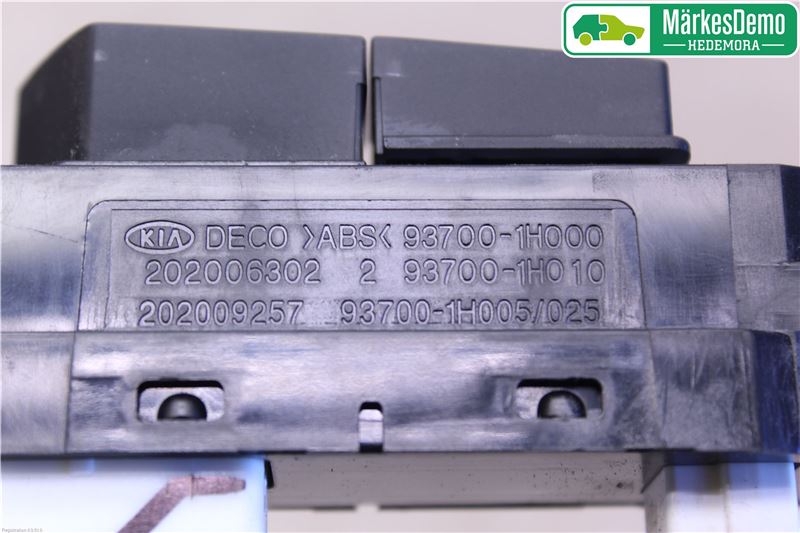 MärkesDemo
HEDEMORA
KIA DECO >ABS< 93700-1H000
202006302 2 93700-1H010
202009257 93700-1H005/025